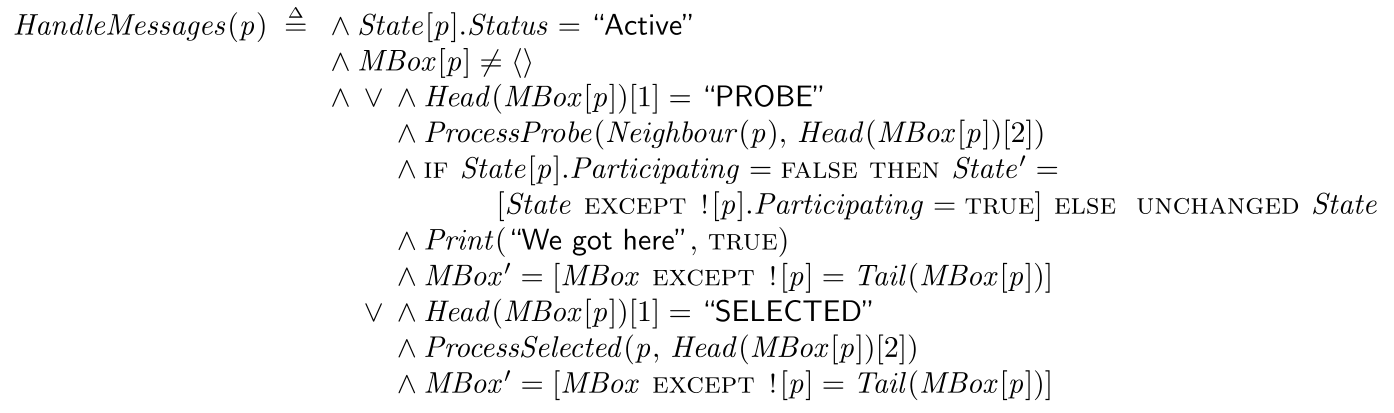 HandleMessages(p) ≜ ∧ State[p].Status = “Active”
∧ MBox[p] ≠ ⟨⟩
∧ ∨ ∧ Head(MBox[p])[1] = “PROBE”
∧ ProcessProbe(Neighbour(p), Head(MBox[p])[2])
∧ IF State[p].Participating = FALSE THEN State′ =
[State EXCEPT ![p].Participating = TRUE] ELSE UNCHANGED State
∧ Print(“We got here”, TRUE)
∧ MBox′ = [MBox EXCEPT ![p] = Tail(MBox[p])]
∨ ∧ Head(MBox[p])[1] = “SELECTED”
∧ ProcessSelected(p, Head(MBox[p])[2])
∧ MBox′ = [MBox EXCEPT ![p] = Tail(MBox[p])]